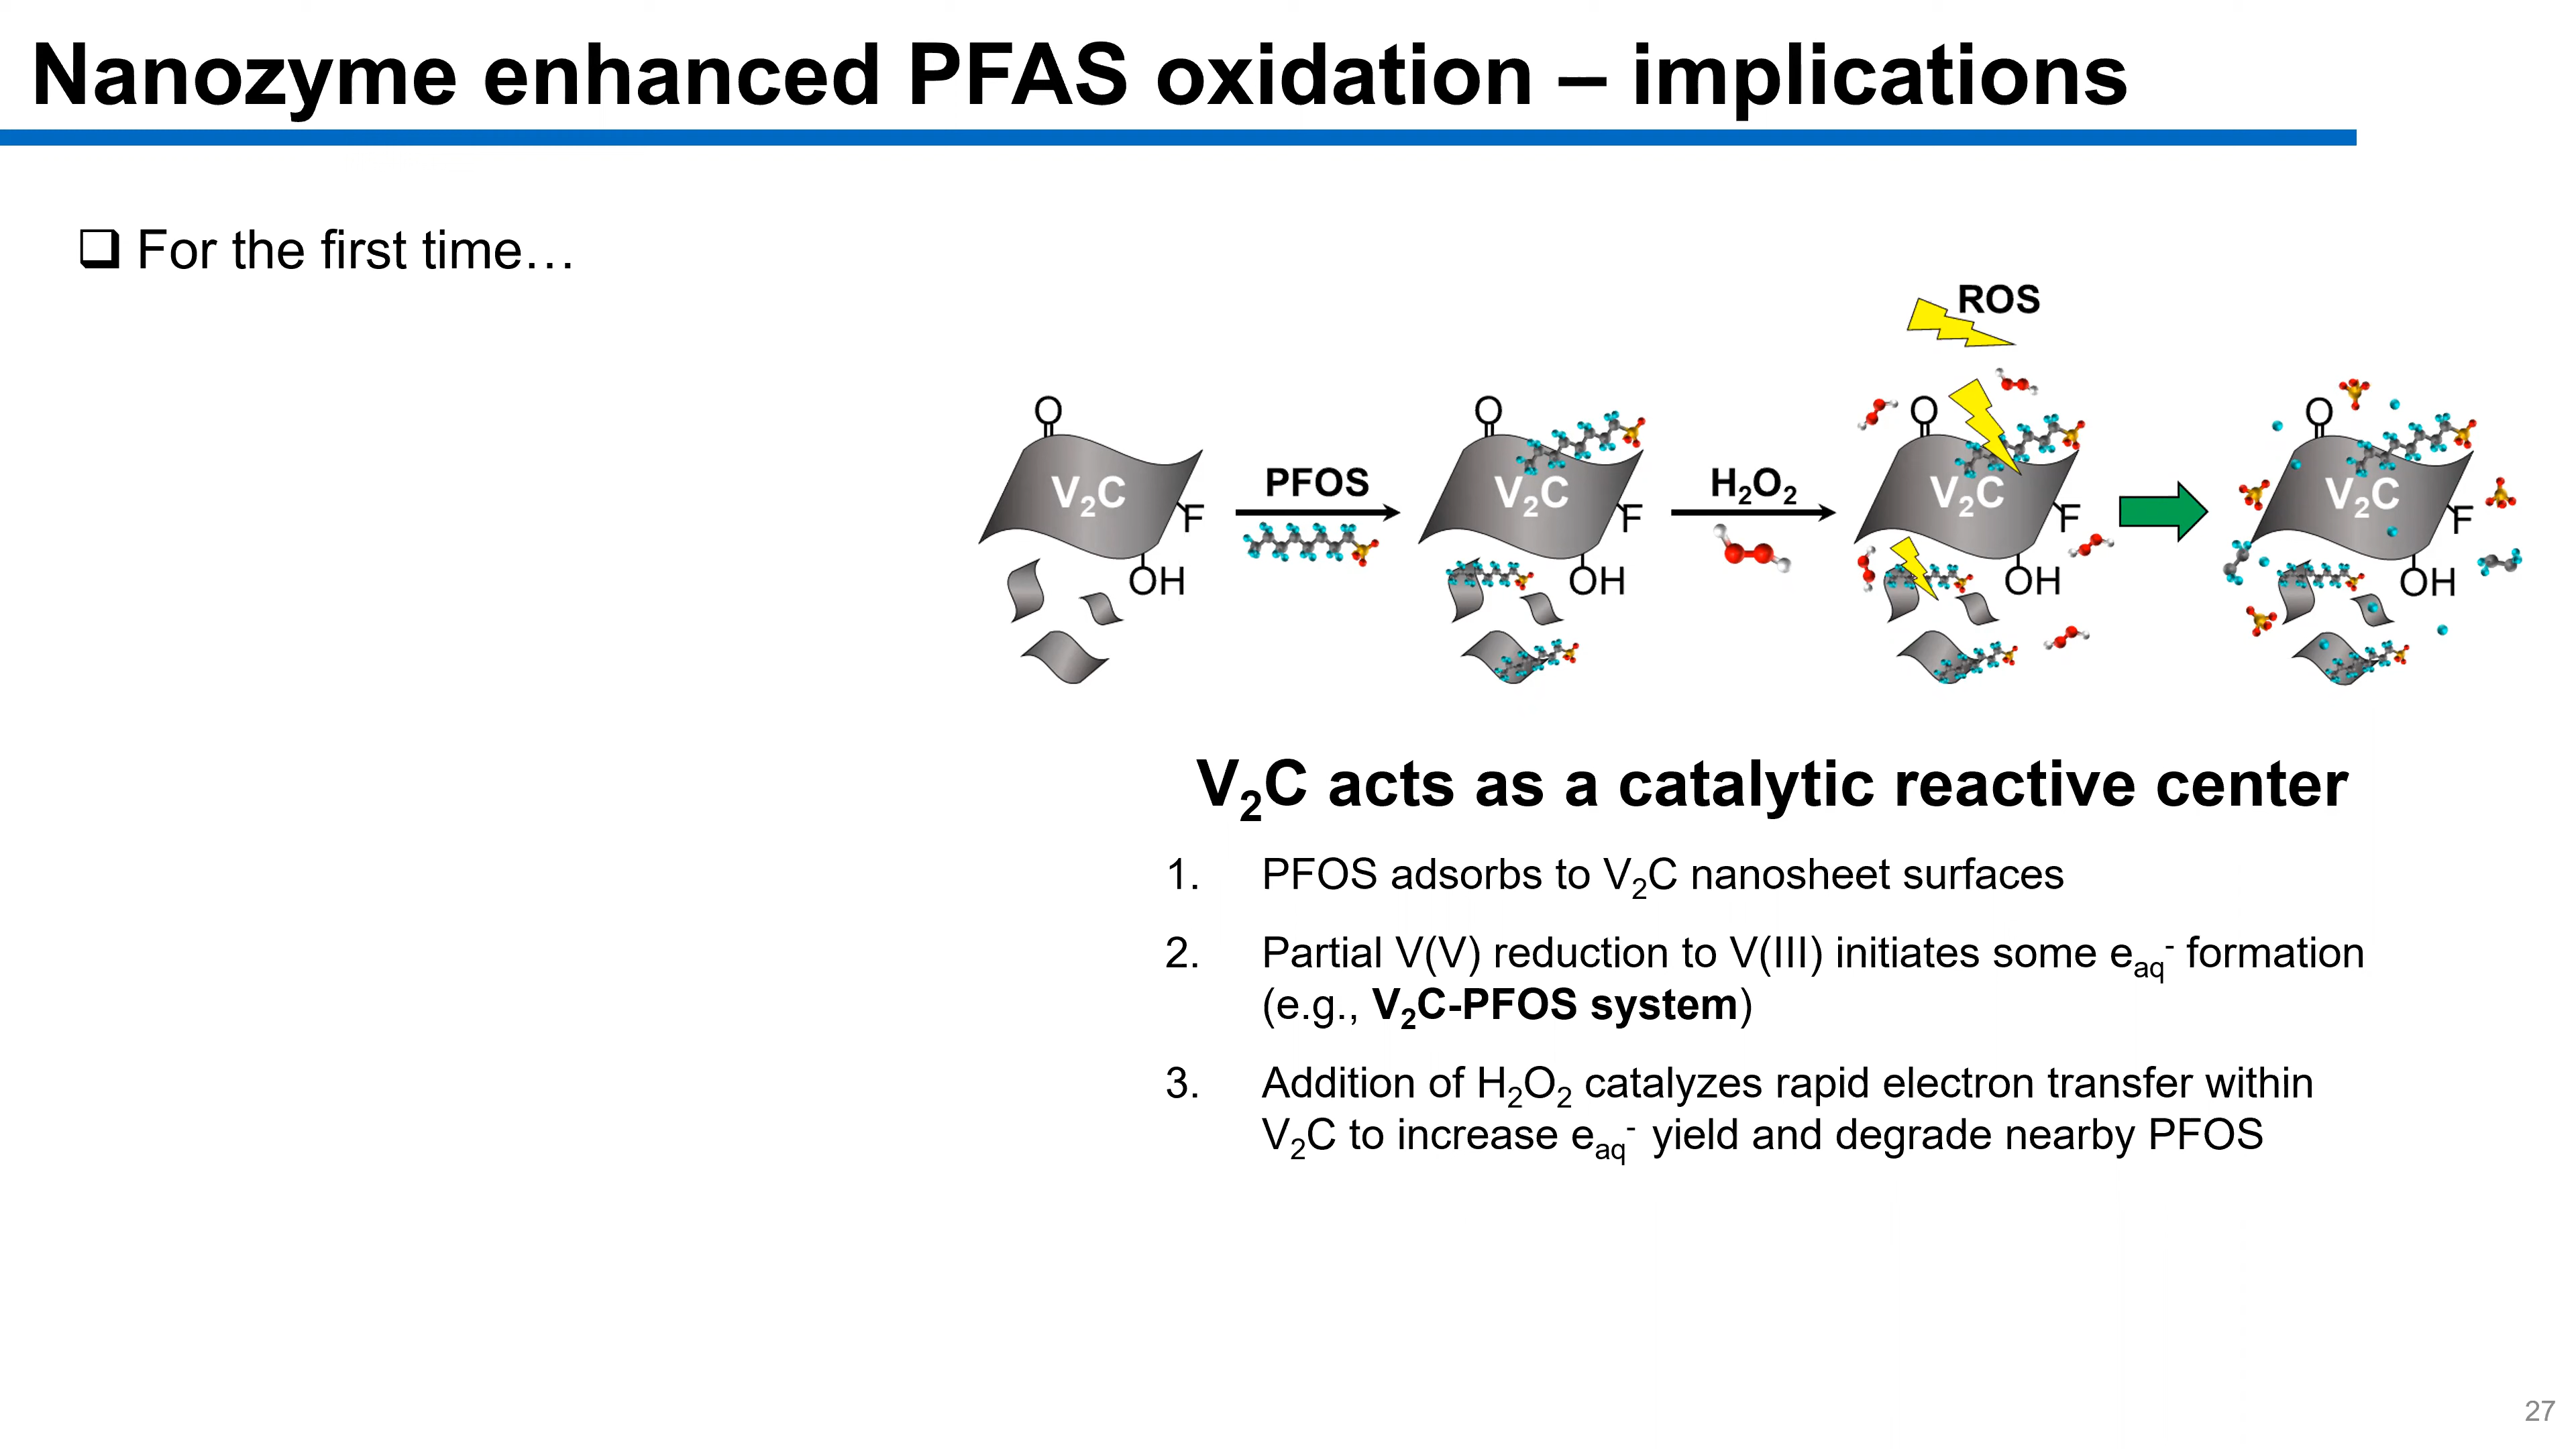 Nanozyme enhanced PFAS oxidation – implications
❑ For the first time…
ROS
O
V₂C
F
OH
PFOS
O
V₂C
F
OH
H₂O₂
O
V₂C
F
OH
O
V₂C
F
OH
V₂C acts as a catalytic reactive center
1. PFOS adsorbs to V₂C nanosheet surfaces
2. Partial V(V) reduction to V(III) initiates some eaq⁻ formation
(e.g., V₂C-PFOS system)
3. Addition of H₂O₂ catalyzes rapid electron transfer within
V₂C to increase eaq⁻ yield and degrade nearby PFOS
27